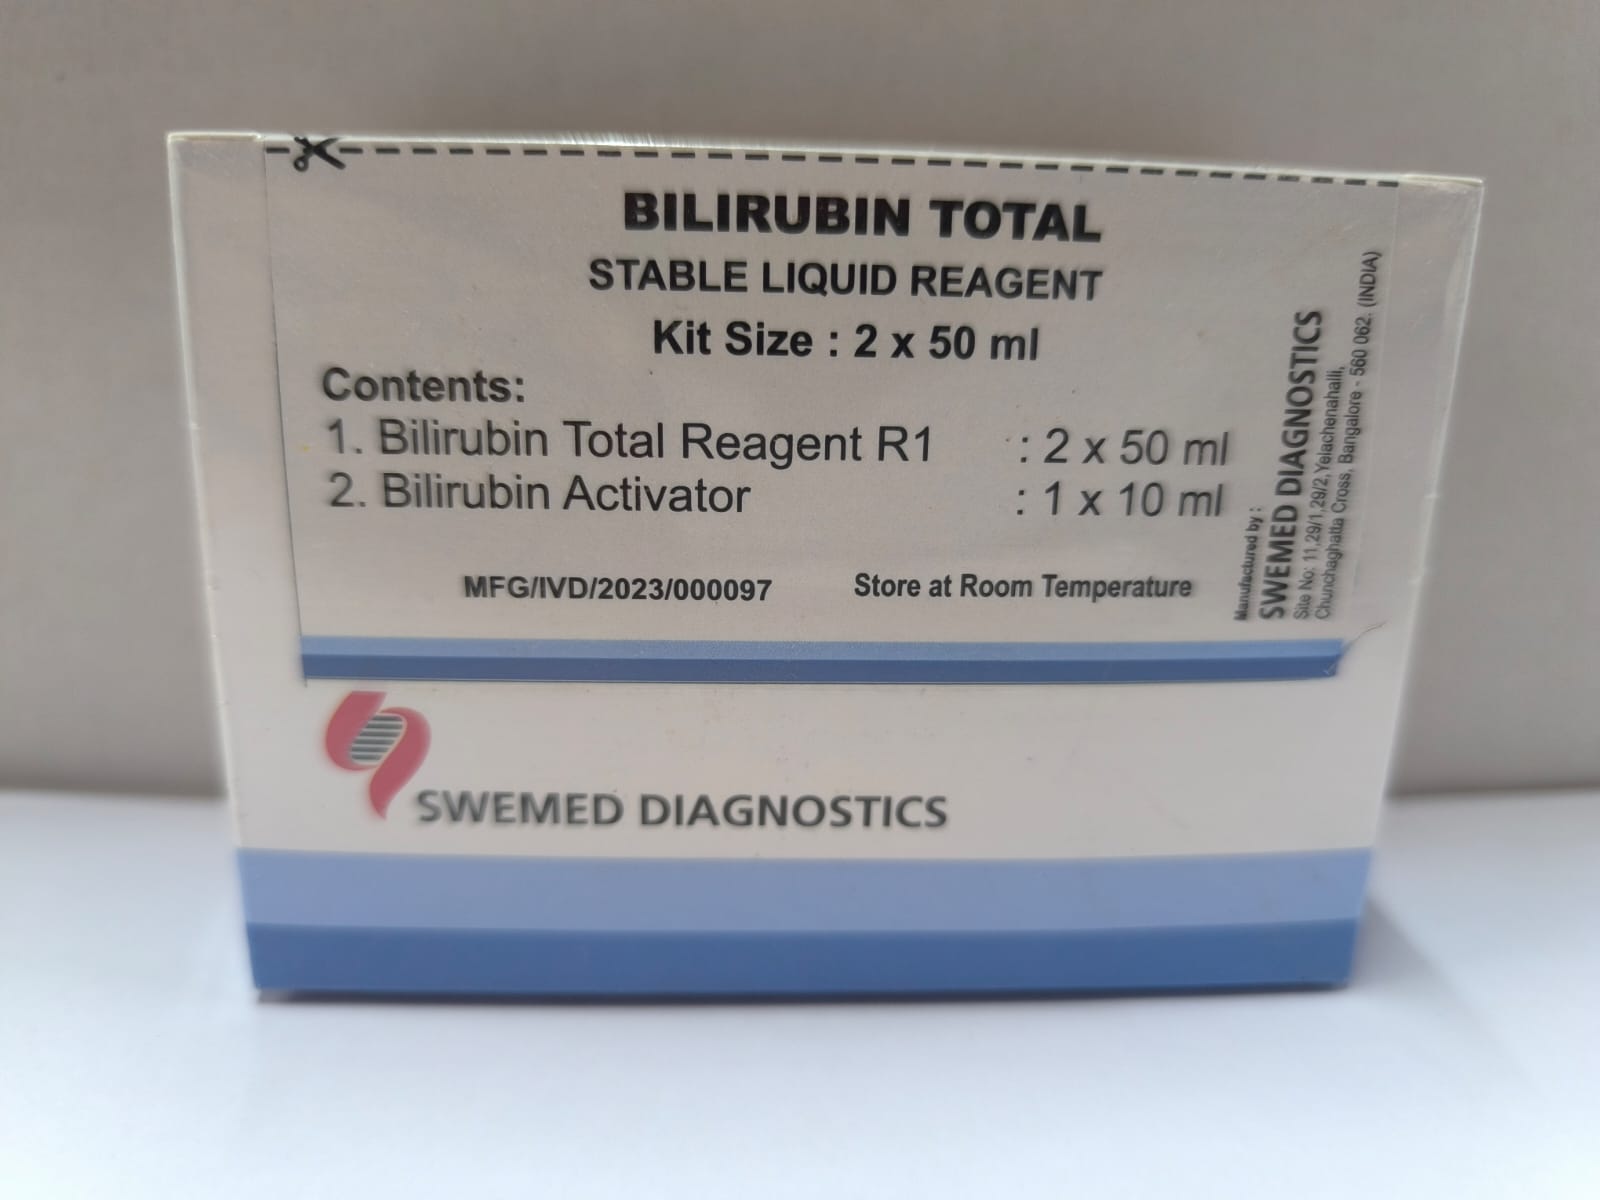 BILIRUBIN TOTAL
STABLE LIQUID REAGENT
Kit Size : 2 x 50 ml
Contents:
1. Bilirubin Total Reagent R1 : 2 x 50 ml
2. Bilirubin Activator : 1 x 10 ml
MFG/IVD/2023/000097 Store at Room Temperature
Manufactured by :
SWEMED DIAGNOSTICS
Site No: 11,29/1,29/2, Yelachenahalli,
Chunchaghatta Cross, Bangalore - 560 062. (INDIA)
SWEMED DIAGNOSTICS